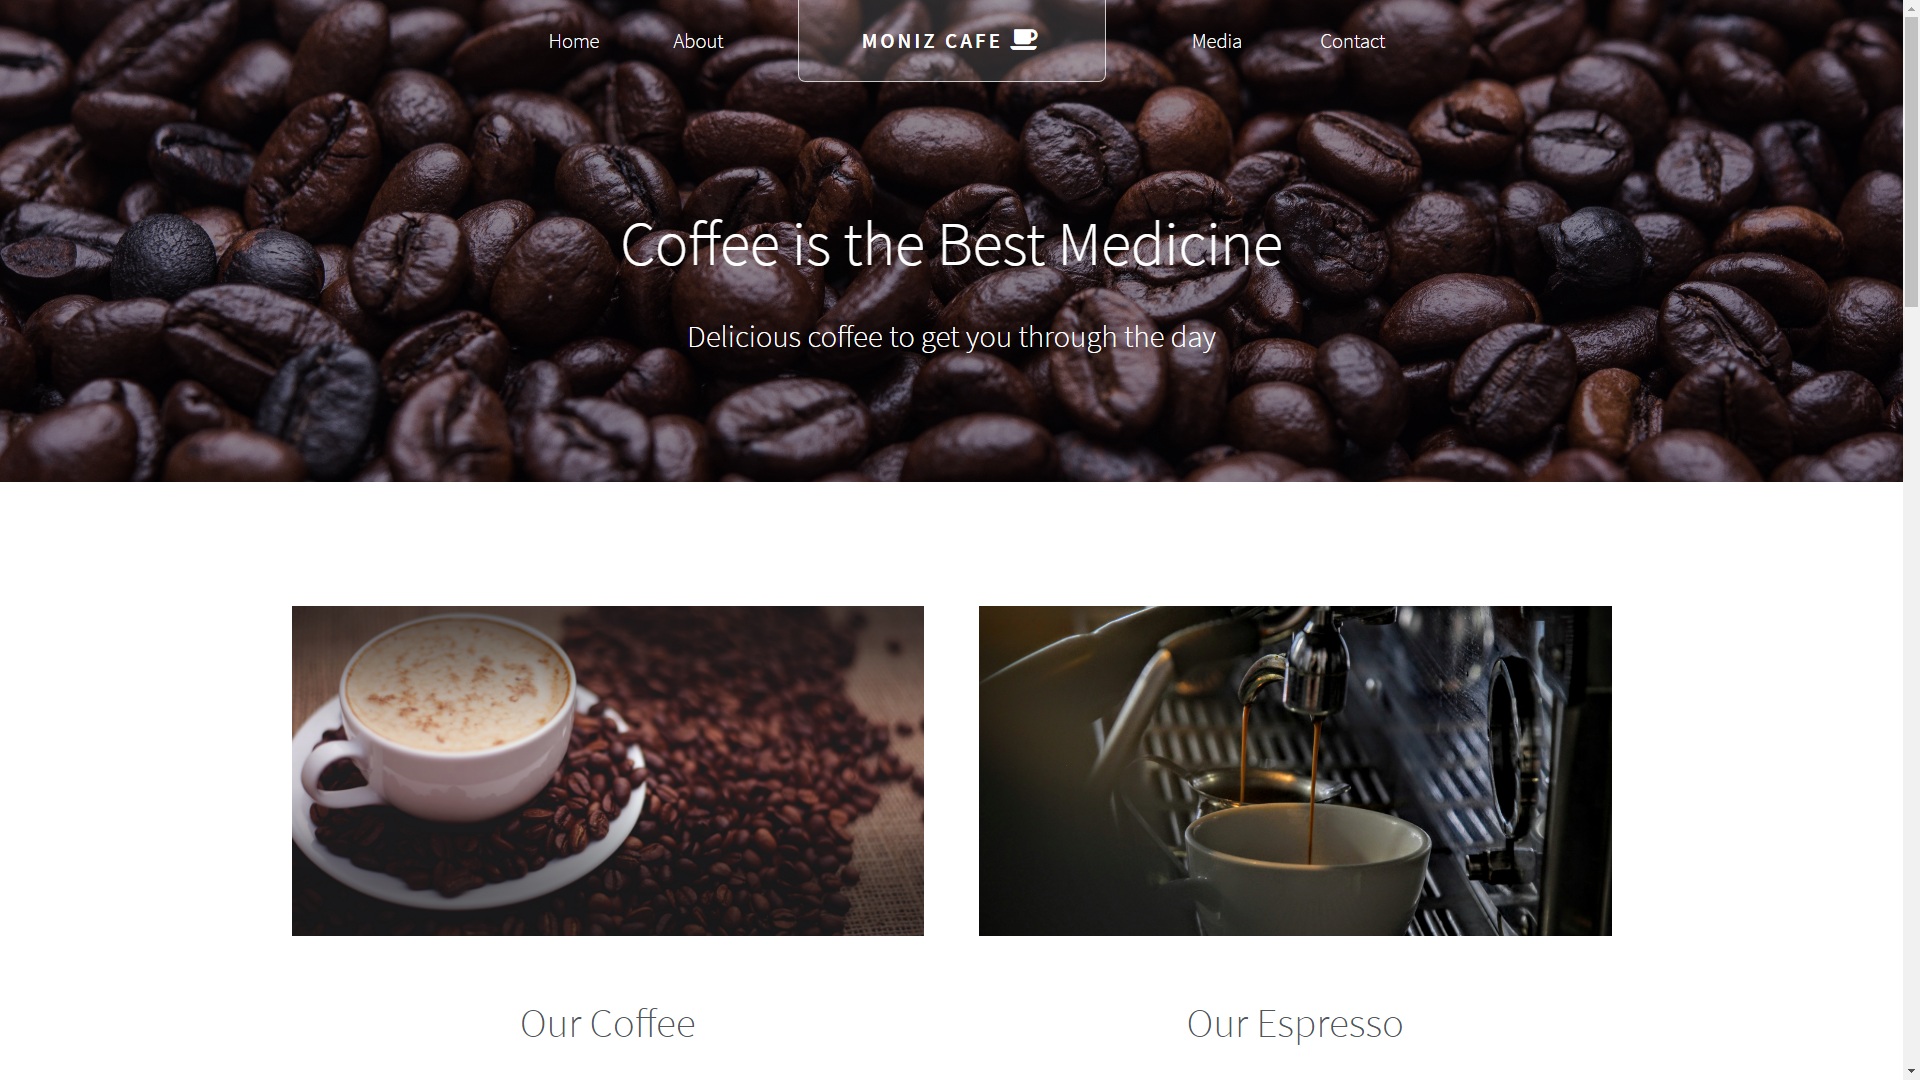 Home About MONIZ CAFE Media Contact
Coffee is the Best Medicine
Delicious coffee to get you through the day
Our Coffee Our Espresso